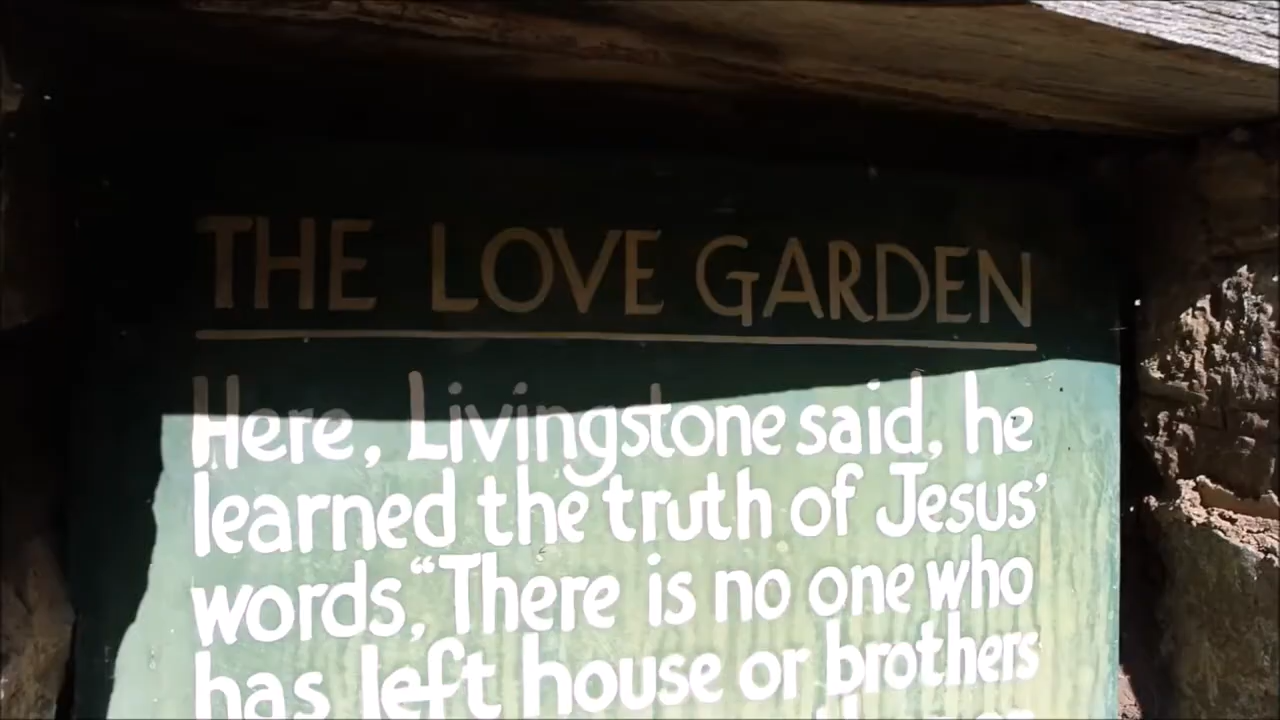 THE LOVE GARDEN
Here, Livingstone said, he
learned the truth of Jesus'
words, “There is no one who
has left house or brothers